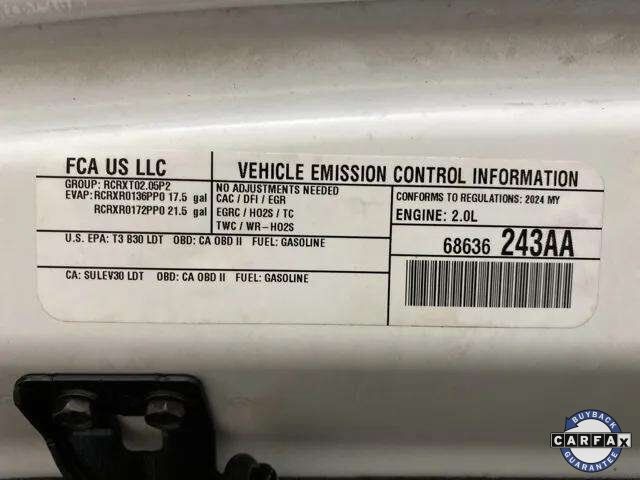 FCA US LLC
VEHICLE EMISSION CONTROL INFORMATION
GROUP: RCRXT02.05P2
EVAP: RCRXR0136PP0 17.5 gal
RCRXR0172PP0 21.5 gal
NO ADJUSTMENTS NEEDED
CAC / DFI / EGR
EGRC / HO2S / TC
TWC / WR-HO2S
CONFORMS TO REGULATIONS: 2024 MY
ENGINE: 2.0L
U.S. EPA: T3 B30 LDT OBD: CA OBD II FUEL: GASOLINE
68636 243AA
CA: SULEV30 LDT OBD: CA OBD II FUEL: GASOLINE
BUYBACK
CARFAX
GUARANTEE